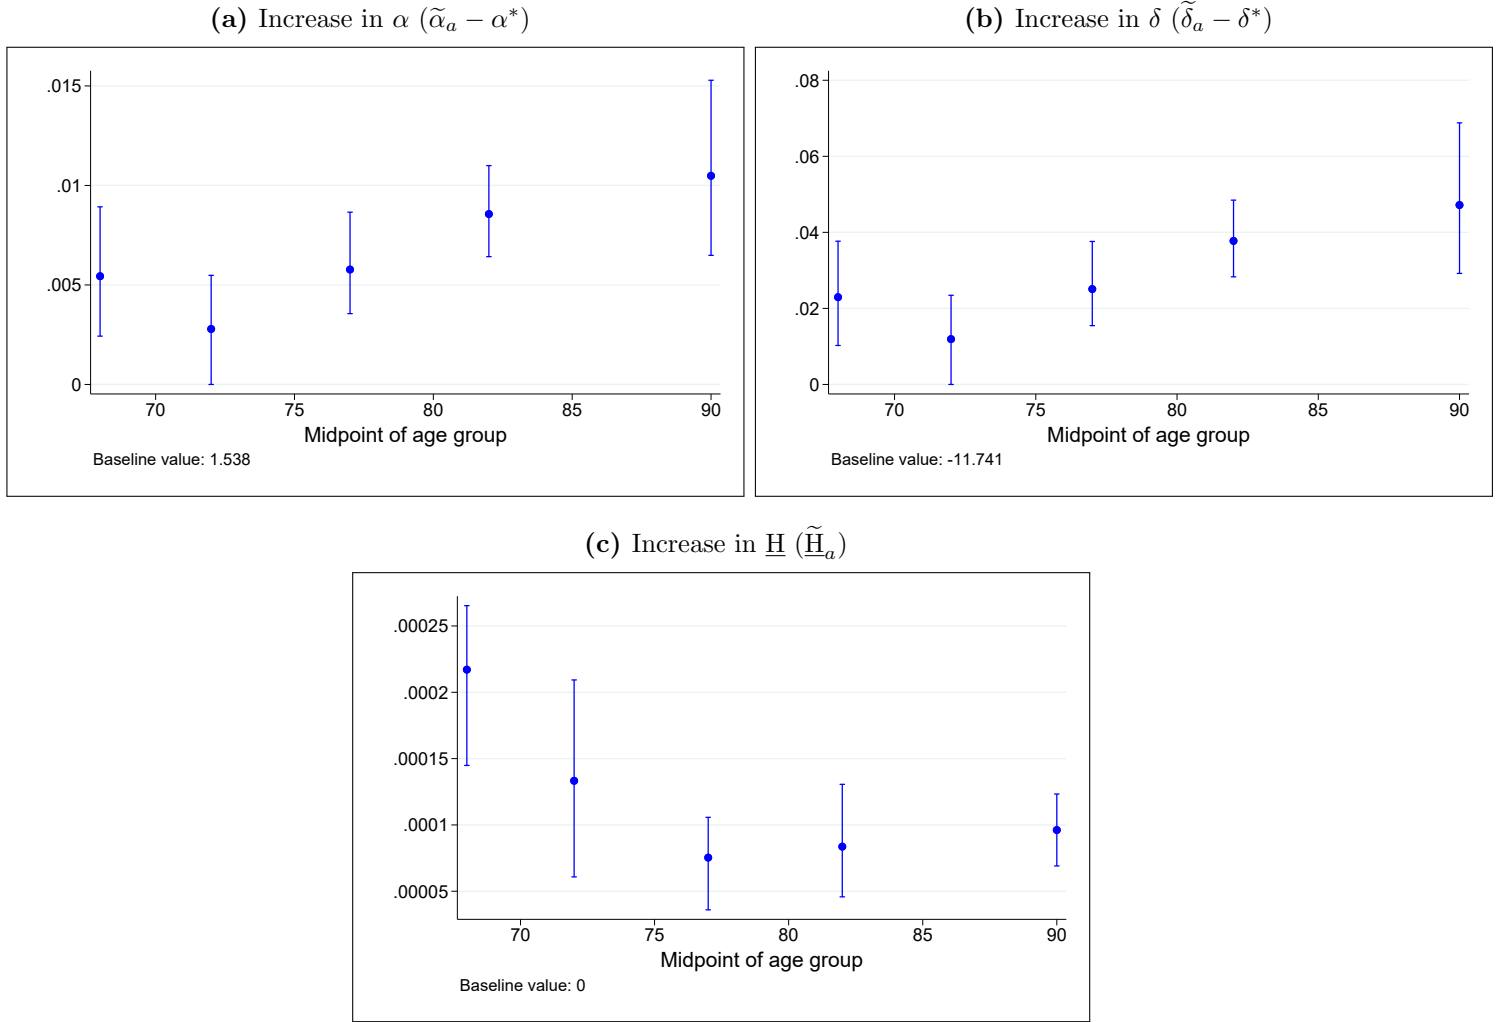 (a) Increase in α (α̃ₐ − α*)
.015
.01
.005
0
70 75 80 85 90
Midpoint of age group
Baseline value: 1.538
(b) Increase in δ (δ̃ₐ − δ*)
.08
.06
.04
.02
0
70 75 80 85 90
Midpoint of age group
Baseline value: -11.741
(c) Increase in H̲ (H̲̃ₐ)
.00025
.0002
.00015
.0001
.00005
70 75 80 85 90
Midpoint of age group
Baseline value: 0